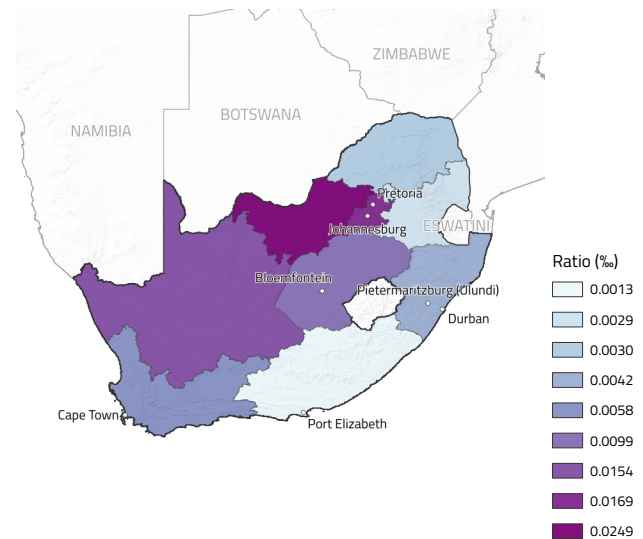 ZIMBABWE
BOTSWANA
NAMIBIA
Pretoria
ESWATINI
Johannesburg
Bloemfontein
Pietermaritzburg (Ulundi)
Durban
Cape Town
Port Elizabeth
Ratio (‰)
0.0013
0.0029
0.0030
0.0042
0.0058
0.0099
0.0154
0.0169
0.0249